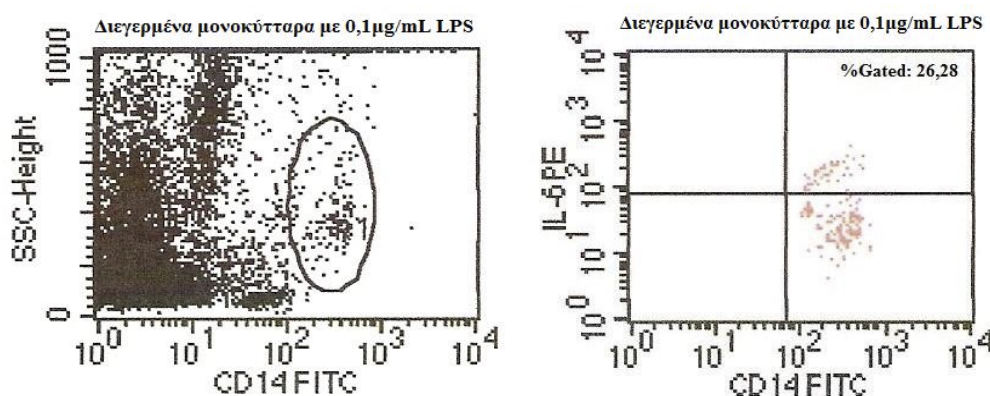 Διεγερμένα μονοκύτταρα με 0,1μg/mL LPS
1000
SSC-Height
0
10^0 10^1 10^2 10^3 10^4
CD14 FITC
Διεγερμένα μονοκύτταρα με 0,1μg/mL LPS
%Gated: 26,28
10^4
10^3
10^2
10^1
10^0
IL-6 PE
10^0 10^1 10^2 10^3 10^4
CD14 FITC